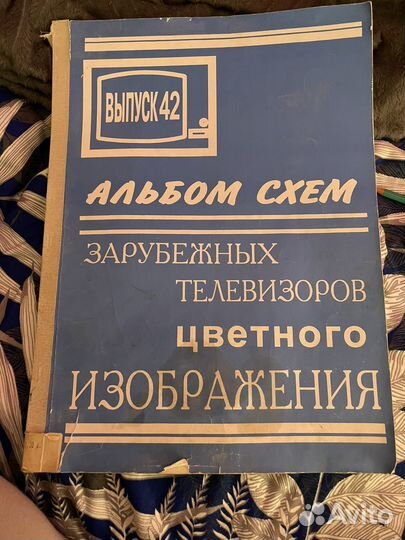 ВЫПУСК 42
АЛЬБОМ СХЕМ
ЗАРУБЕЖНЫХ
ТЕЛЕВИЗОРОВ
ЦВЕТНОГО
ИЗОБРАЖЕНИЯ
Avito